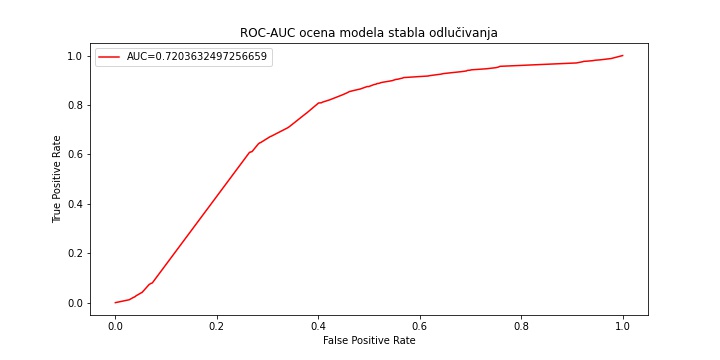 ROC-AUC ocena modela stabla odlučivanja
AUC=0.7203632497256659
1.0
0.8
0.6
0.4
0.2
0.0
True Positive Rate
0.0 0.2 0.4 0.6 0.8 1.0
False Positive Rate